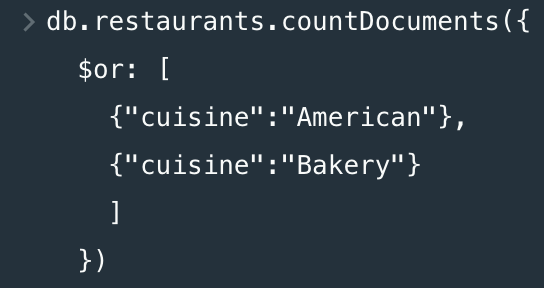 > db.restaurants.countDocuments({
$or: [
{"cuisine":"American"},
{"cuisine":"Bakery"}
]
})